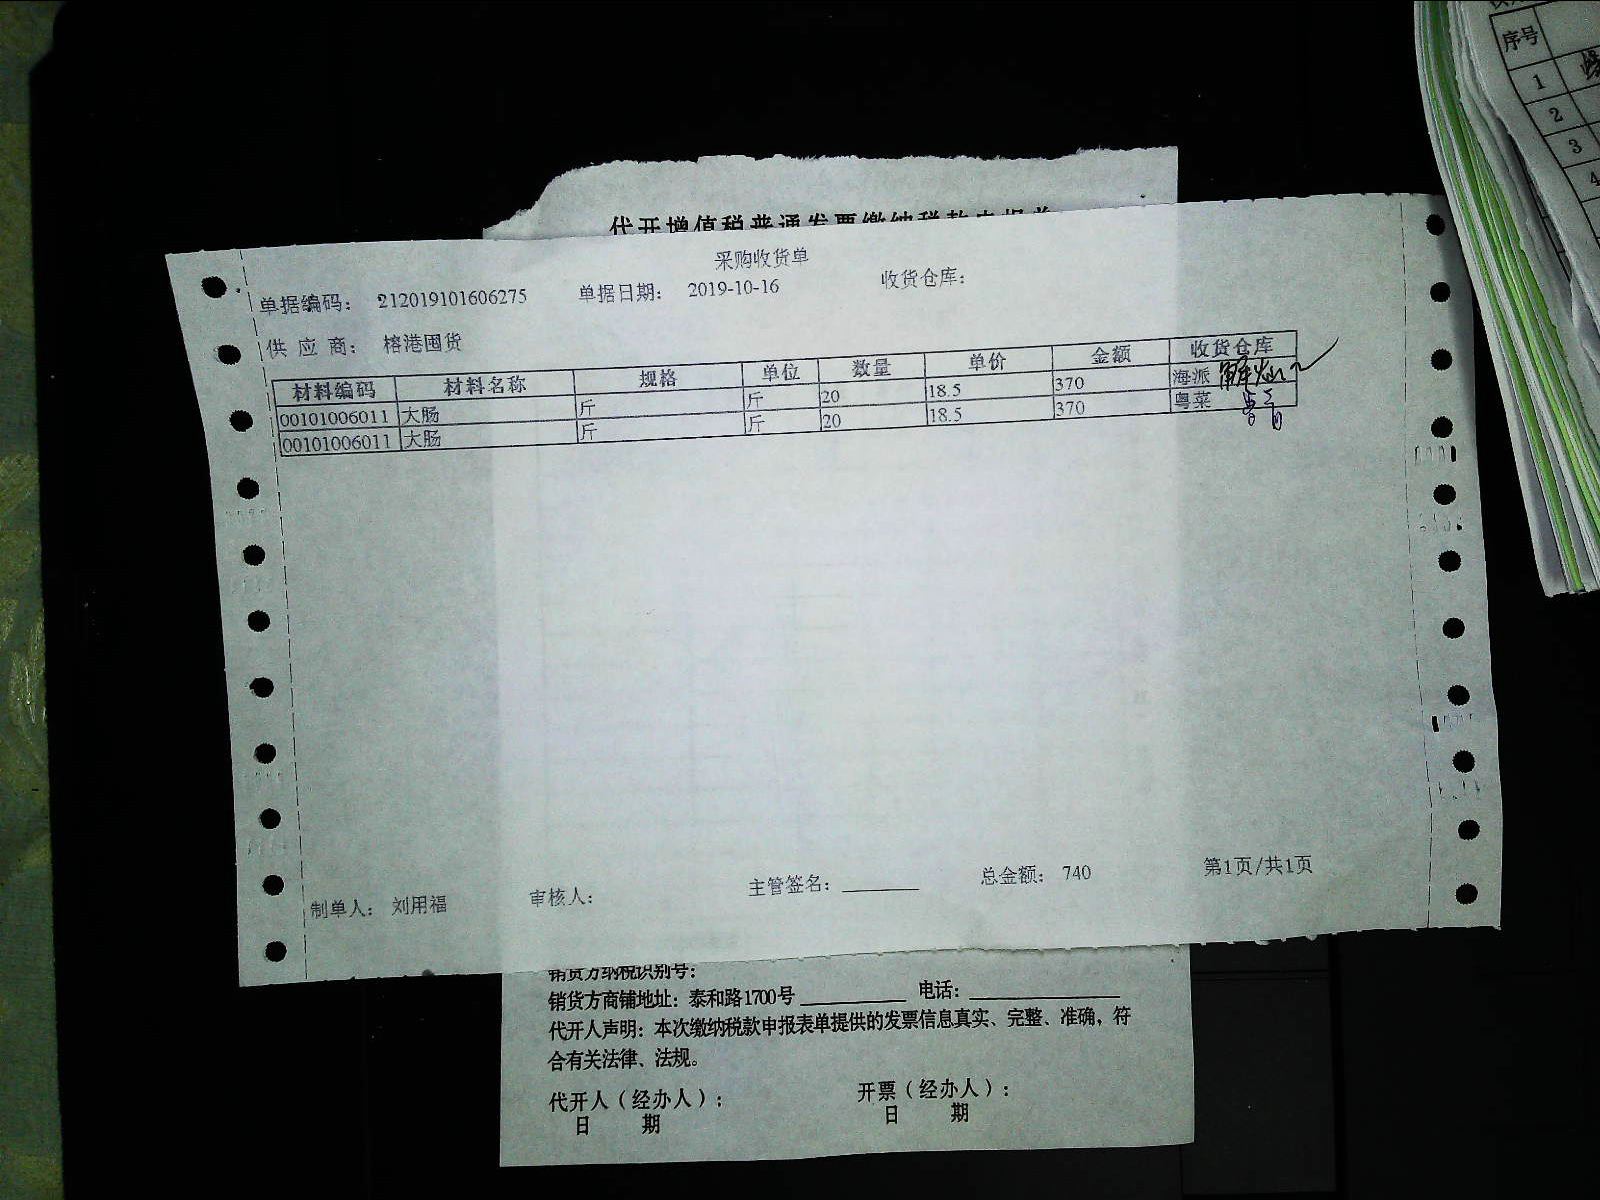 代开增值税普通发票缴纳税款申报单
采购收货单
单据编码： 212019101606275 单据日期： 2019-10-16 收货仓库：
供 应 商： 榕港囤货
材料编码 材料名称 规格 单位 数量 单价 金额 收货仓库
00101006011 大肠 斤 斤 20 18.5 370 海派
00101006011 大肠 斤 斤 20 18.5 370 粤菜
制单人： 刘用福 审核人： 主管签名： 总金额： 740 第1页/共1页
销货方纳税识别号：
销货方商铺地址：泰和路1700号 电话：
代开人声明：本次缴纳税款申报表单提供的发票信息真实、完整、准确，符
合有关法律、法规。
代开人（经办人）： 开票（经办人）：
日 期 日 期
序号
1
2
3
4